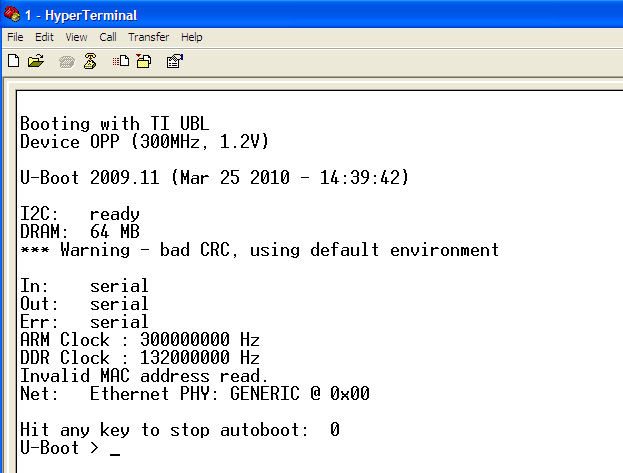 1 - HyperTerminal
File Edit View Call Transfer Help
Booting with TI UBL
Device OPP (300MHz, 1.2V)
U-Boot 2009.11 (Mar 25 2010 - 14:39:42)
I2C:   ready
DRAM:  64 MB
*** Warning - bad CRC, using default environment
In:    serial
Out:   serial
Err:   serial
ARM Clock : 300000000 Hz
DDR Clock : 132000000 Hz
Invalid MAC address read.
Net:   Ethernet PHY: GENERIC @ 0x00
Hit any key to stop autoboot:  0
U-Boot > _